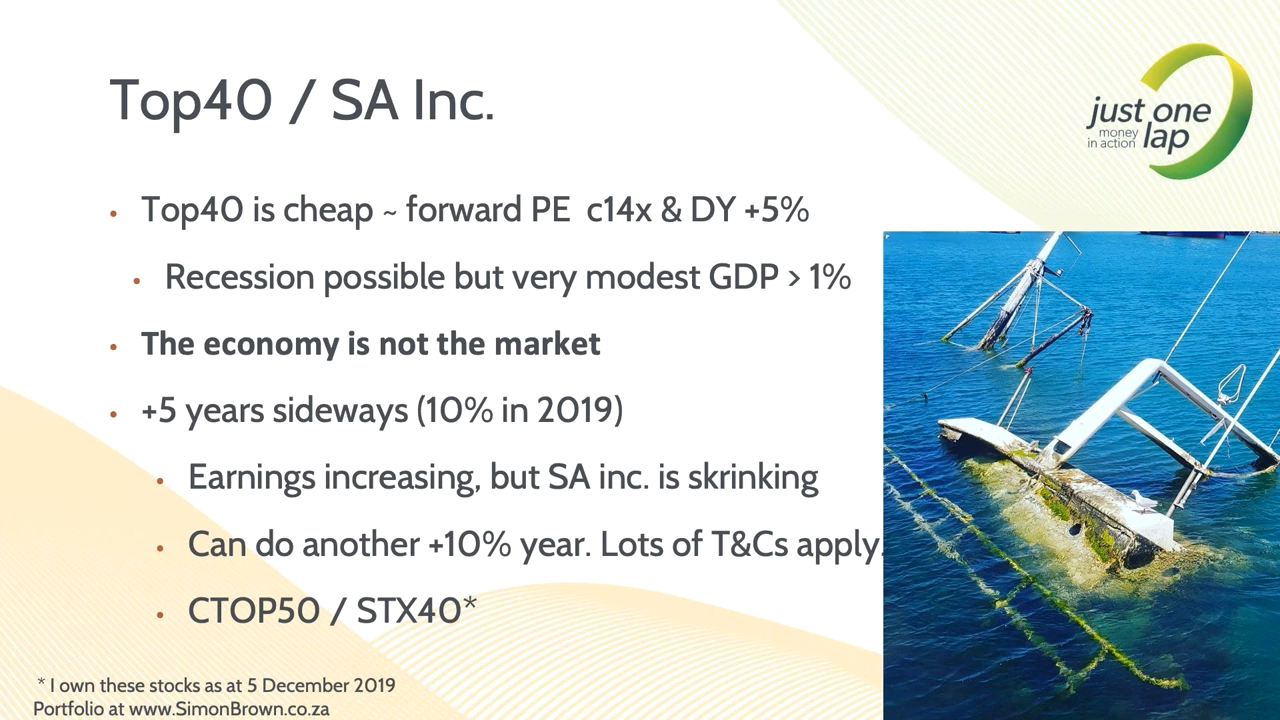 Top40 / SA Inc.
just one
money
in action
lap
• Top40 is cheap ~ forward PE c14x & DY +5%
• Recession possible but very modest GDP > 1%
• The economy is not the market
• +5 years sideways (10% in 2019)
• Earnings increasing, but SA inc. is skrinking
• Can do another +10% year. Lots of T&Cs apply.
• CTOP50 / STX40*
* I own these stocks as at 5 December 2019
Portfolio at www.SimonBrown.co.za